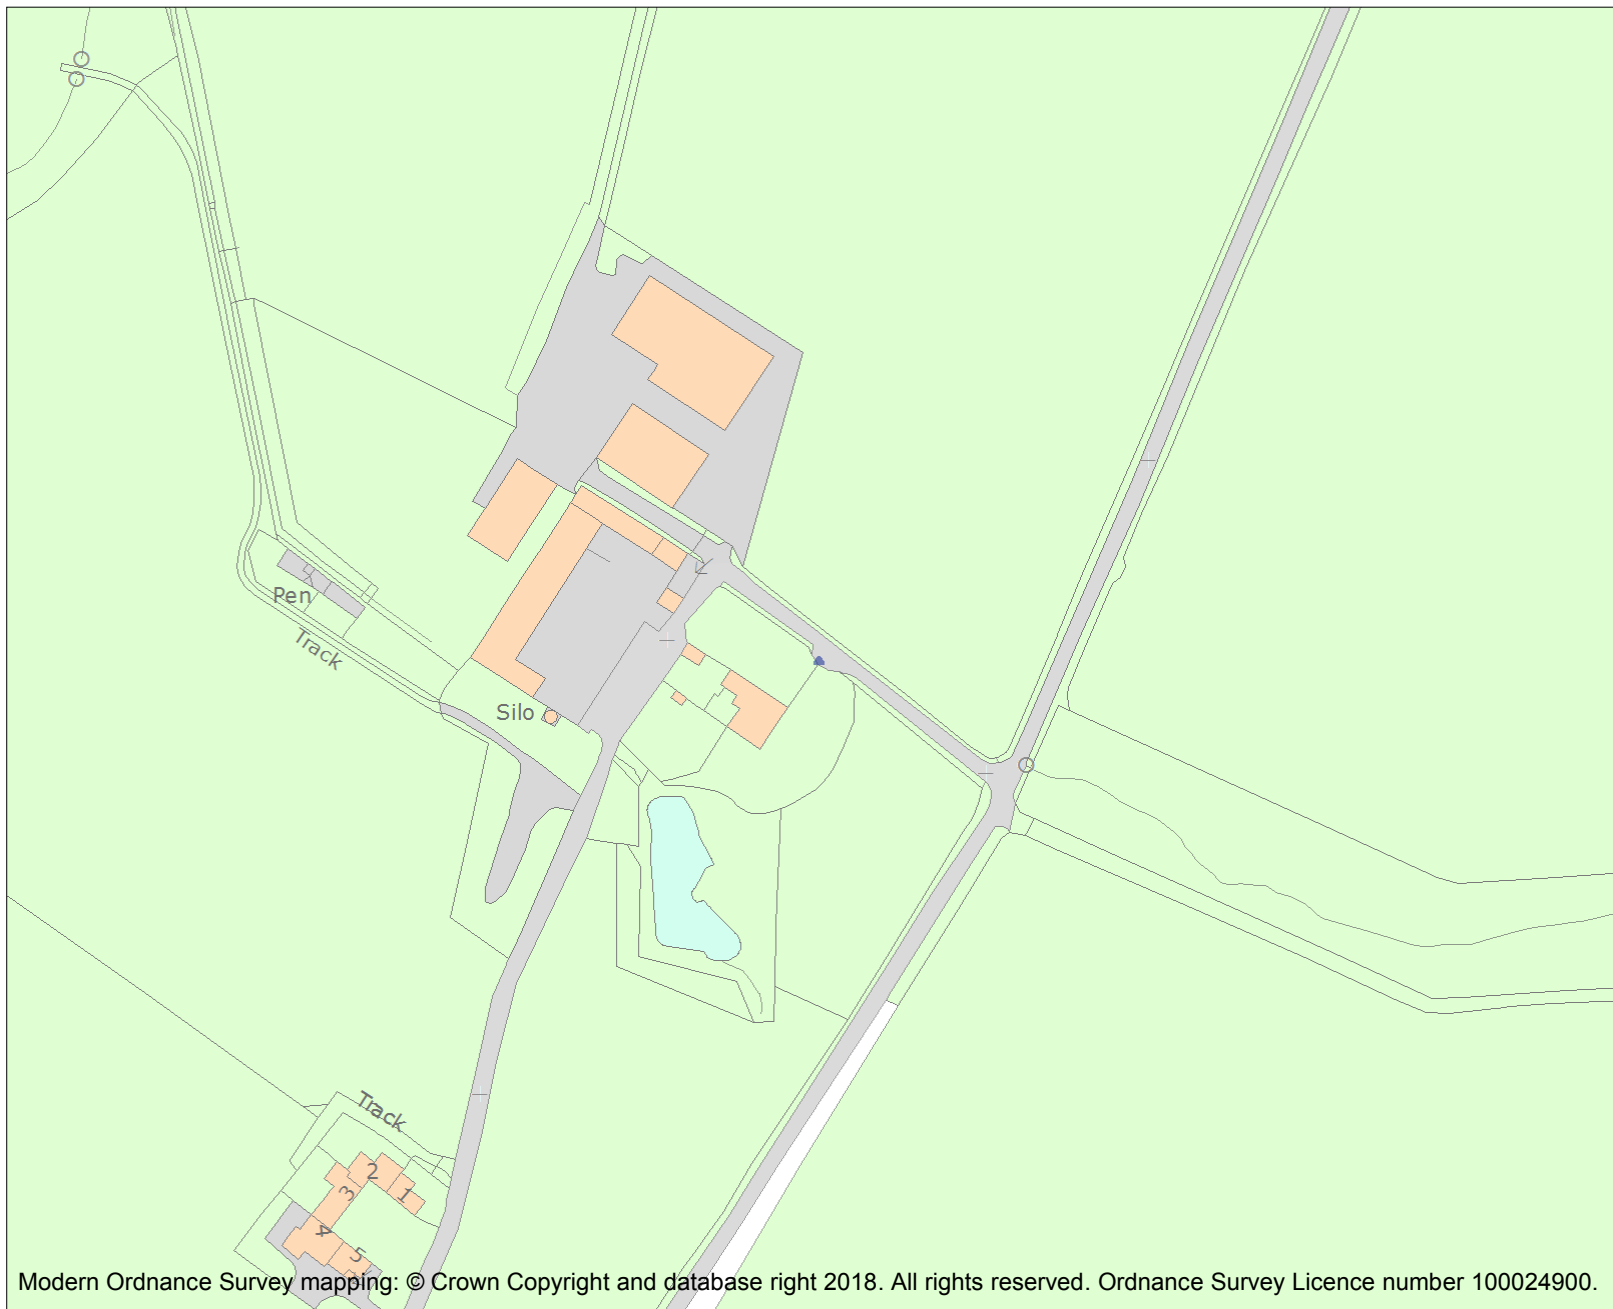 Pen
Track
Silo
Track
2
3
1
4
5
Modern Ordnance Survey mapping: © Crown Copyright and database right 2018. All rights reserved. Ordnance Survey Licence number 100024900.